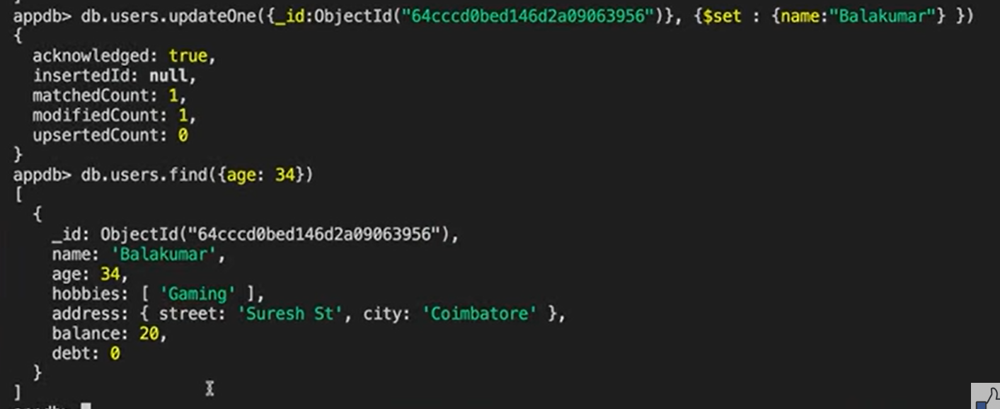 appdb> db.users.updateOne({_id:ObjectId("64cccd0bed146d2a09063956")}, {$set : {name:"Balakumar"} })
{
  acknowledged: true,
  insertedId: null,
  matchedCount: 1,
  modifiedCount: 1,
  upsertedCount: 0
}
appdb> db.users.find({age: 34})
[
  {
    _id: ObjectId("64cccd0bed146d2a09063956"),
    name: 'Balakumar',
    age: 34,
    hobbies: [ 'Gaming' ],
    address: { street: 'Suresh St', city: 'Coimbatore' },
    balance: 20,
    debt: 0
  }
]